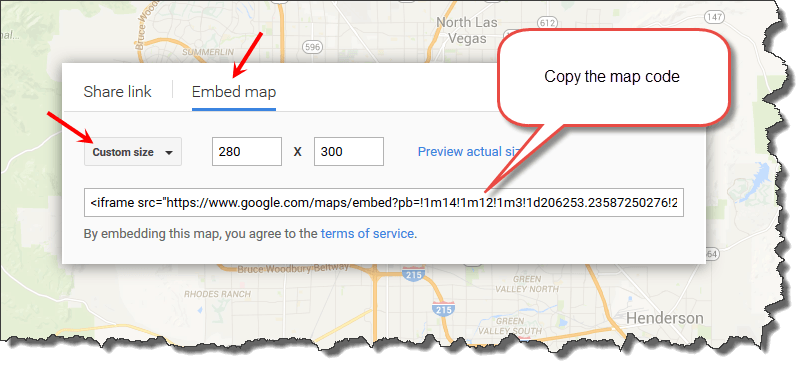 147
North Las
Vegas
Bruce Woodbury
SUMMERLIN
596
Copy the map code
Share link
Embed map
Custom size
280
X
300
Preview actual siz
<iframe src="https://www.google.com/maps/embed?pb=!1m14!1m12!1m3!1d206253.23587250276!2
By embedding this map, you agree to the terms of service.
Bruce Woodbury Beltway
215
564
RHODES RANCH
GREEN
VALLEY NORTH
215
GREEN
VALLEY SOUTH
Henderson